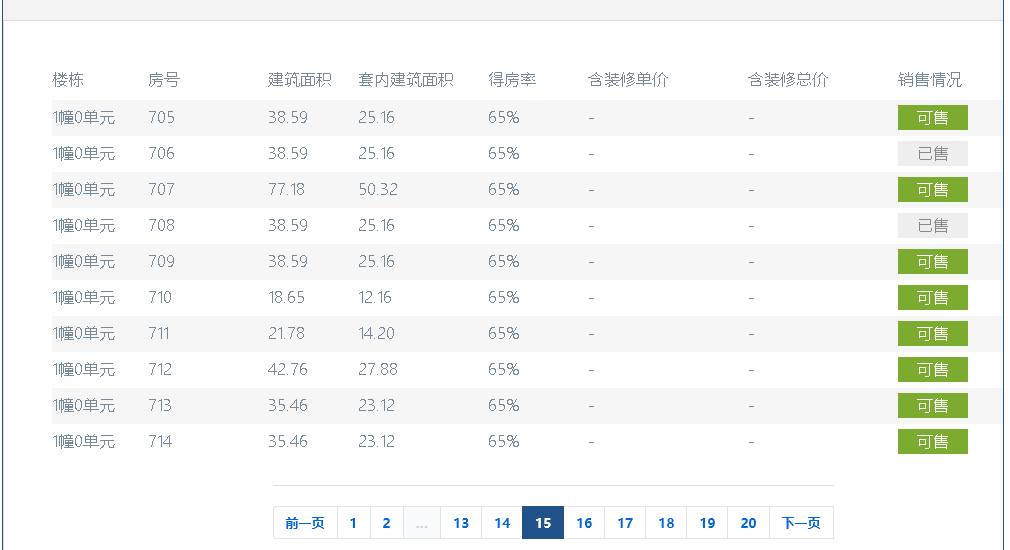 楼栋 房号 建筑面积 套内建筑面积 得房率 含装修单价 含装修总价 销售情况
1幢0单元 705 38.59 25.16 65% - - 可售
1幢0单元 706 38.59 25.16 65% - - 已售
1幢0单元 707 77.18 50.32 65% - - 可售
1幢0单元 708 38.59 25.16 65% - - 已售
1幢0单元 709 38.59 25.16 65% - - 可售
1幢0单元 710 18.65 12.16 65% - - 可售
1幢0单元 711 21.78 14.20 65% - - 可售
1幢0单元 712 42.76 27.88 65% - - 可售
1幢0单元 713 35.46 23.12 65% - - 可售
1幢0单元 714 35.46 23.12 65% - - 可售
前一页 1 2 ... 13 14 15 16 17 18 19 20 下一页